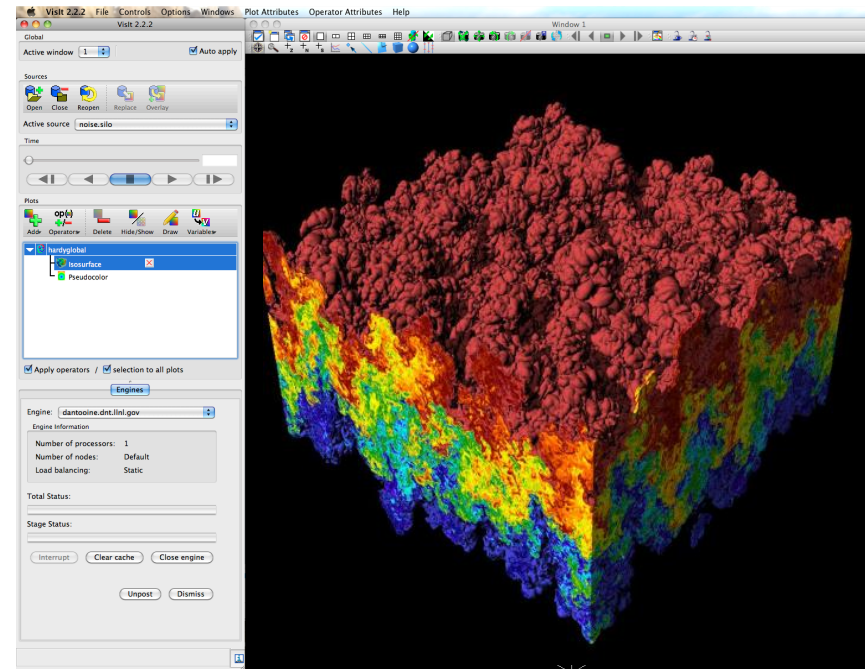 VisIt 2.2.2 File Controls Options Windows Plot Attributes Operator Attributes Help
VisIt 2.2.2
Window 1
Global
Active window 1 Auto apply
Sources
Open Close Reopen Replace Overlay
Active source noise.silo
Time
Plots
op(u)
Add Operators Delete Hide/Show Draw Variables
hardyglobal
Isosurface
Pseudocolor
Apply operators / selection to all plots
Engines
Engine: dantooine.dnt.llnl.gov
Engine Information
Number of processors: 1
Number of nodes: Default
Load balancing: Static
Total Status:
Stage Status:
Interrupt Clear cache Close engine
Unpost Dismiss